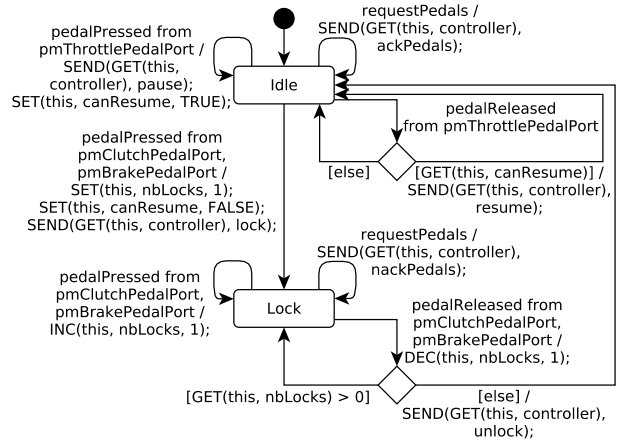 requestPedals /
SEND(GET(this, controller),
ackPedals);
pedalPressed from
pmThrottlePedalPort /
SEND(GET(this,
controller), pause);
SET(this, canResume, TRUE);
Idle
pedalReleased
from pmThrottlePedalPort
[else]
[GET(this, canResume)] /
SEND(GET(this, controller),
resume);
pedalPressed from
pmClutchPedalPort,
pmBrakePedalPort /
SET(this, nbLocks, 1);
SET(this, canResume, FALSE);
SEND(GET(this, controller), lock);
requestPedals /
SEND(GET(this, controller),
nackPedals);
pedalPressed from
pmClutchPedalPort,
pmBrakePedalPort /
INC(this, nbLocks, 1);
Lock
pedalReleased from
pmClutchPedalPort,
pmBrakePedalPort /
DEC(this, nbLocks, 1);
[GET(this, nbLocks) > 0]
[else] /
SEND(GET(this, controller),
unlock);